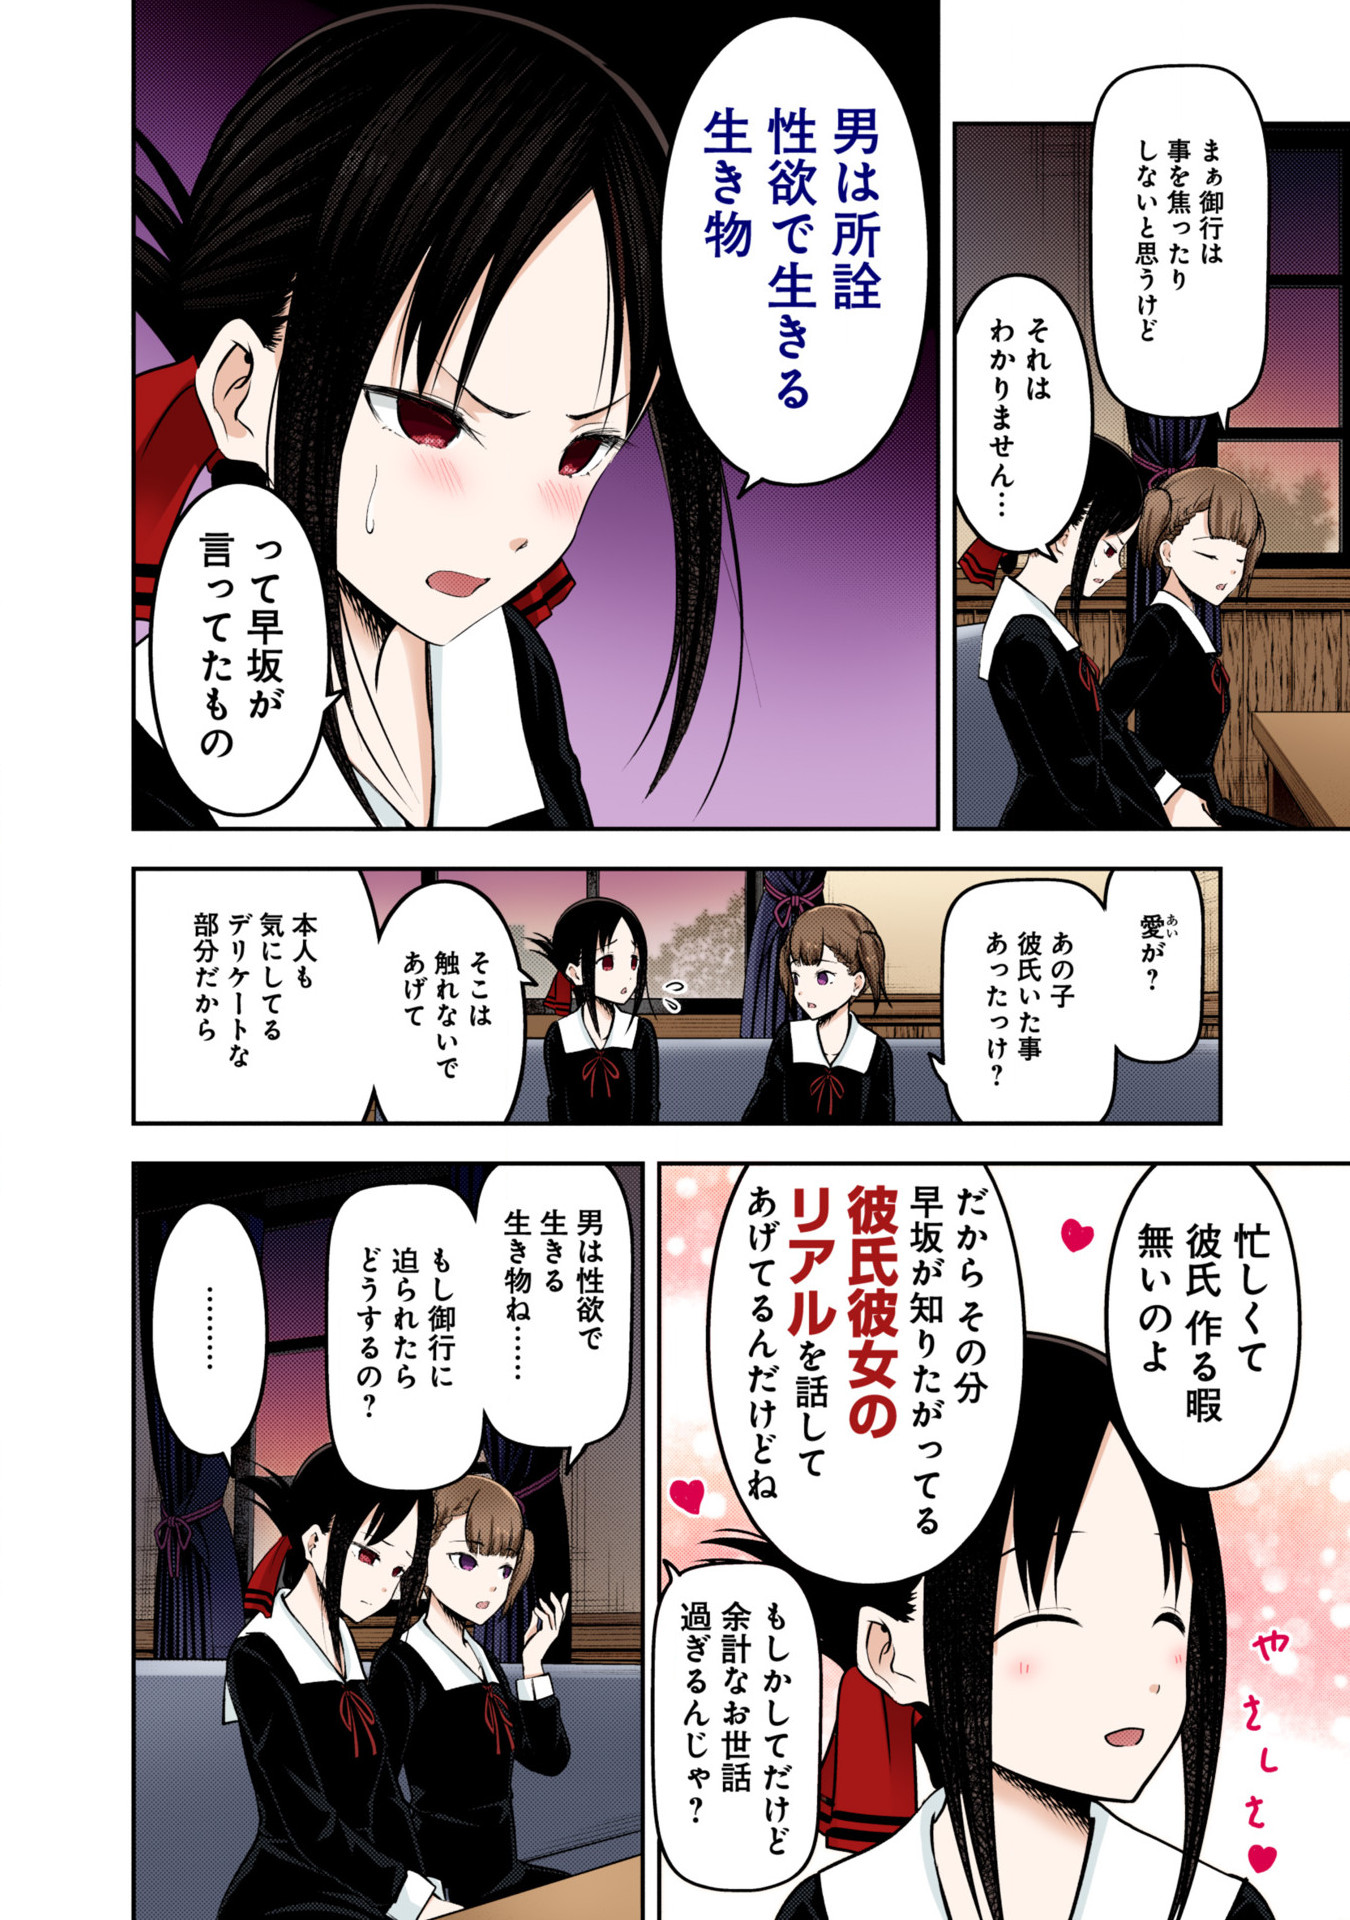 まぁ御行は
事を焦ったり
しないと思うけど
それは
わかりません…
男は所詮
性欲で生きる
生き物
って早坂が
言ってたもの
愛が?
あい
あの子
彼氏いた事
あったっけ?
そこは
触れないで
あげて
本人も
気にしてる
デリケートな
部分だから
忙しくて
彼氏作る暇
無いのよ
だからその分
早坂が知りたがってる
彼氏彼女の
リアルを話して
あげてるんだけどね
やさしさ♥
もしかしてだけど
余計なお世話
過ぎるんじゃ?
男は性欲で
生きる
生き物ね……
もし御行に
迫られたら
どうするの?
………